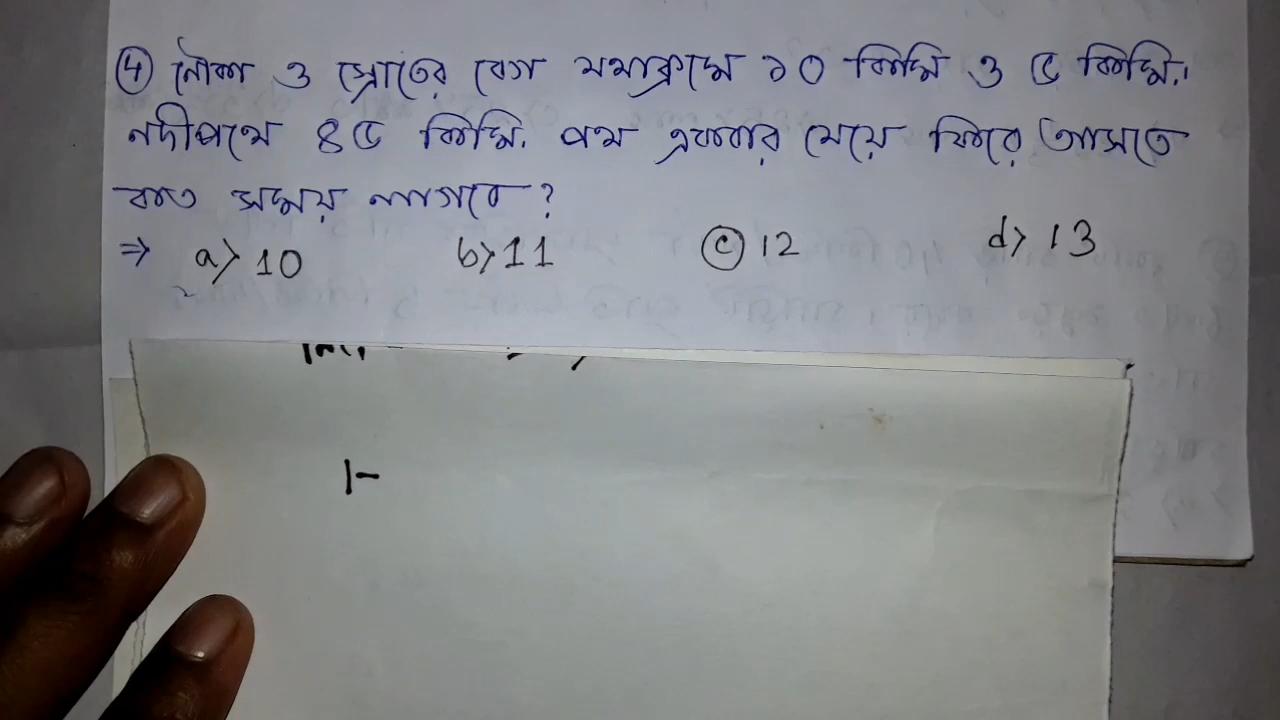 ④ নৌকা ও স্রোতের বেগ যথাক্রমে ১০ কিমি ও ৫ কিমি।
নদীপথে ৪৫ কিমি. পথ একবার যেয়ে ফিরে আসতে
কত সময় লাগবে ?
⇒ a> 10 b> 11 ⓒ 12 d> 13